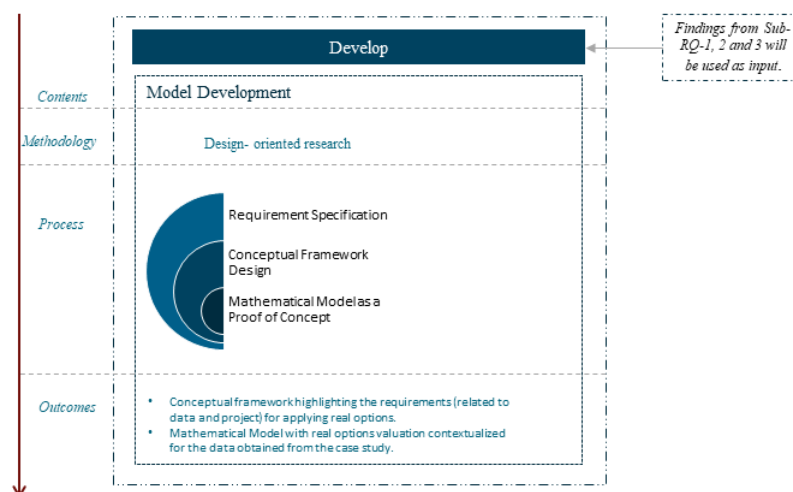 Develop
Findings from Sub-
RQ-1, 2 and 3 will
be used as input.
Contents
Model Development
Methodology
Design- oriented research
Process
Requirement Specification
Conceptual Framework
Design
Mathematical Modelas a
Proof of Concept
Outcomes
• Conceptual framework highlighting the requirements (related to
data and project) for applying real options.
• Mathematical Model with real options valuation contextualized
for the data obtained from the case study.